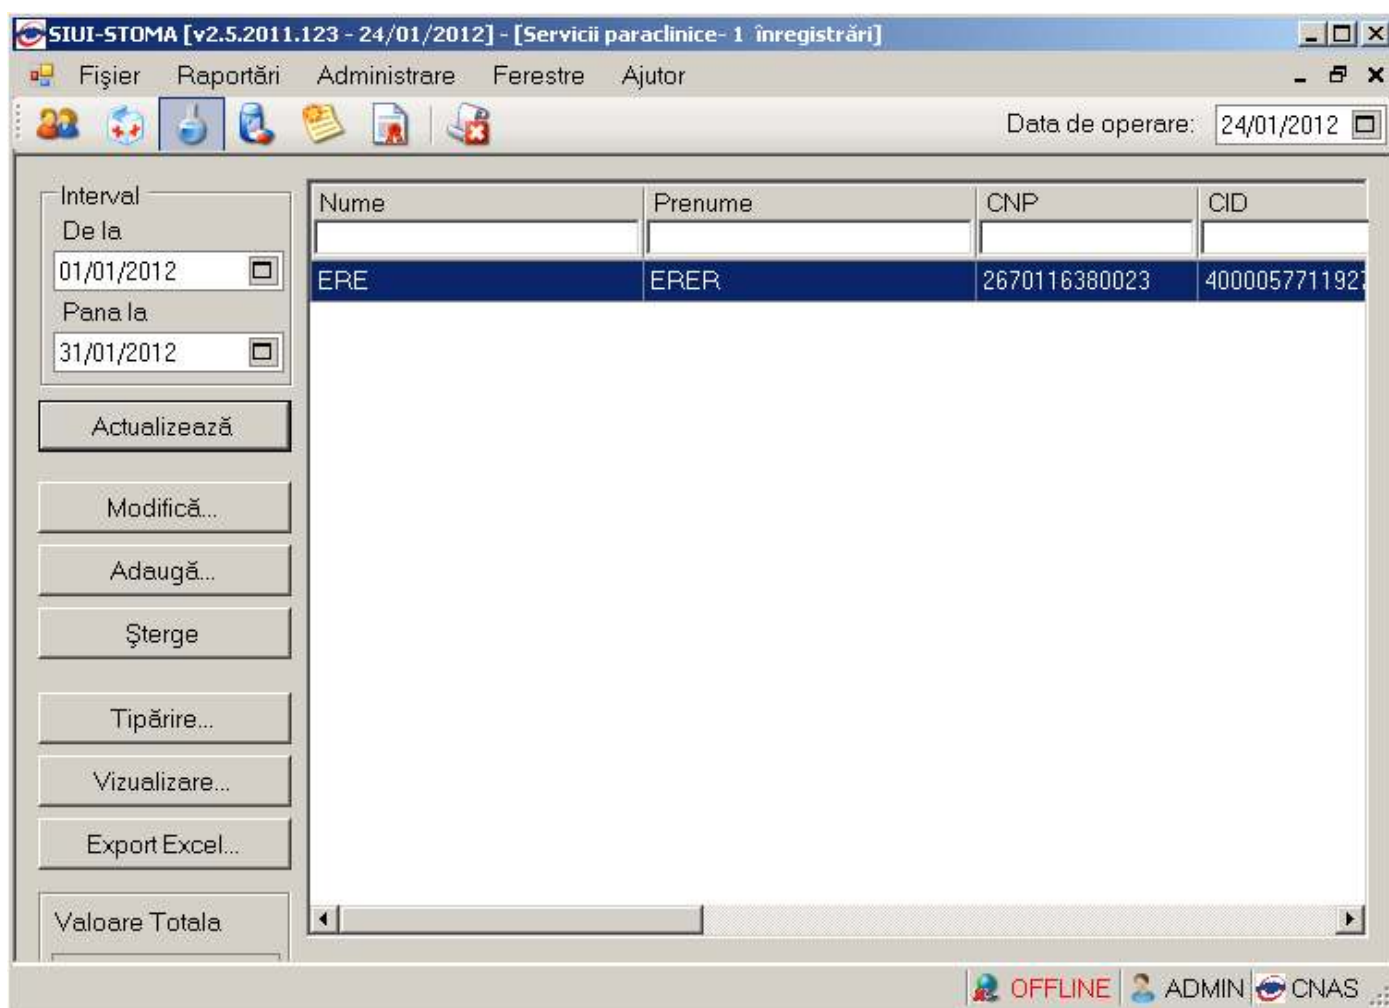 SIUI-STOMA [v2.5.2011.123 - 24/01/2012] - [Servicii paraclinice- 1 înregistrări]
Fişier Raportări Administrare Ferestre Ajutor
Data de operare: 24/01/2012
Interval
De la
01/01/2012
Pana la
31/01/2012
Actualizează
Modifică...
Adaugă...
Şterge
Tipărire...
Vizualizare...
Export Excel...
Valoare Totala
Nume Prenume CNP CID
ERE ERER 2670116380023 400005771192
OFFLINE ADMIN CNAS